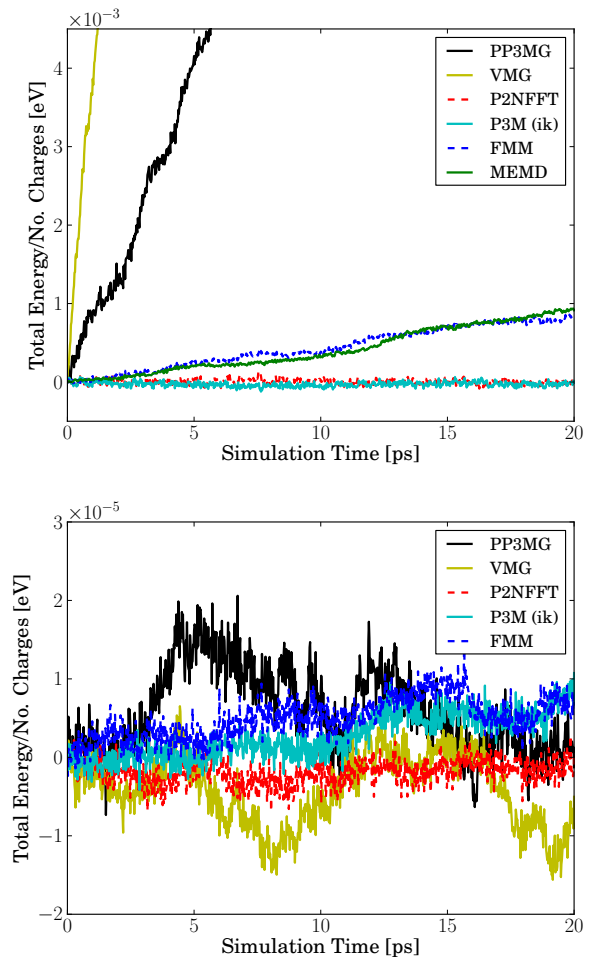 ×10⁻³
4
3
2
1
0
Total Energy/No. Charges [eV]
PP3MG
VMG
P2NFFT
P3M (ik)
FMM
MEMD
0
5
10
15
20
Simulation Time [ps]
×10⁻⁵
3
2
1
0
−1
−2
Total Energy/No. Charges [eV]
PP3MG
VMG
P2NFFT
P3M (ik)
FMM
0
5
10
15
20
Simulation Time [ps]